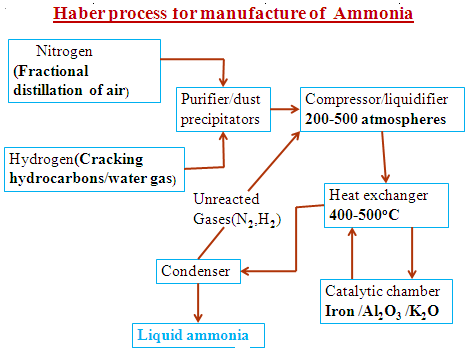 Haber process for manufacture of Ammonia
Nitrogen
(Fractional
distillation of air)
Purifier/dust
precipitators
Compressor/liquidifier
200-500 atmospheres
Hydrogen(Cracking
hydrocarbons/water gas)
Unreacted
Gases(N₂,H₂)
Heat exchanger
400-500°C
Condenser
Catalytic chamber
Iron /Al₂O₃ /K₂O
Liquid ammonia